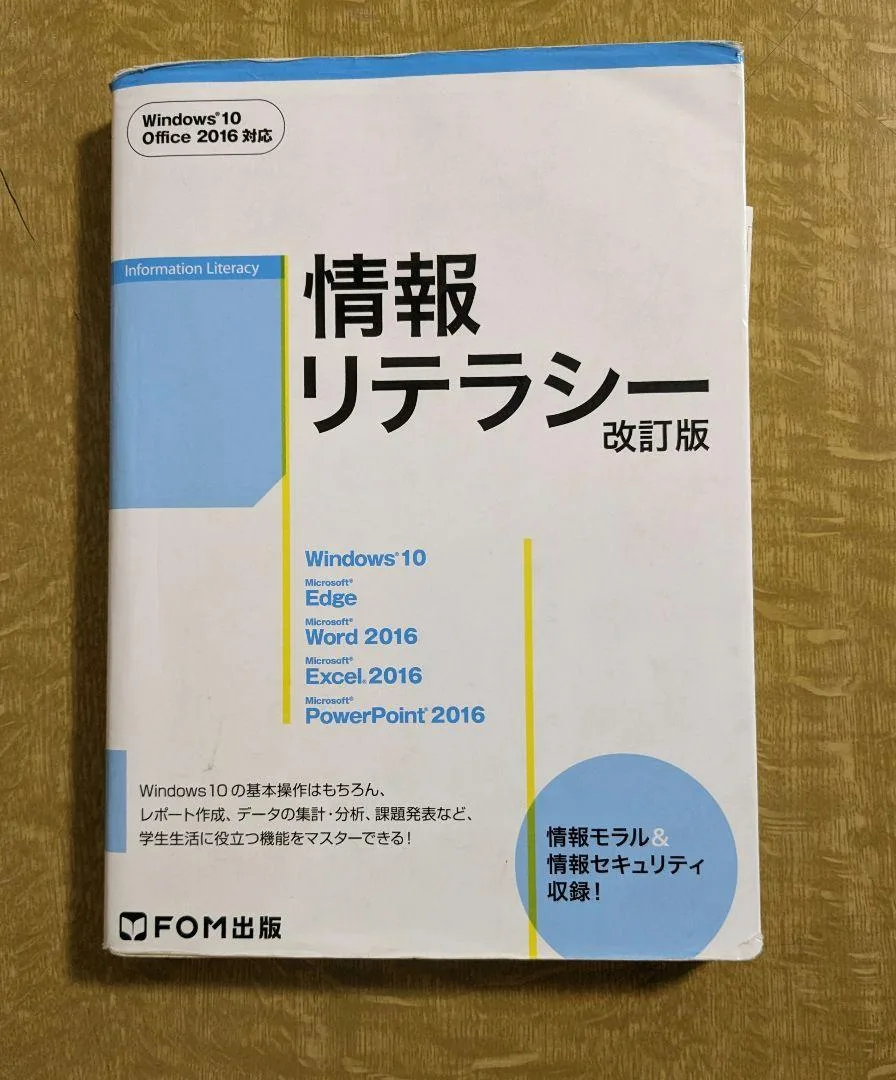 Windows®10
Office 2016 対応
Information Literacy
情報
リテラシー
改訂版
Windows®10
Microsoft®
Edge
Microsoft®
Word 2016
Microsoft®
Excel® 2016
Microsoft®
PowerPoint® 2016
Windows 10 の基本操作はもちろん、
レポート作成、データの集計・分析、課題発表など、
学生生活に役立つ機能をマスターできる!
情報モラル&
情報セキュリティ
収録!
FOM出版